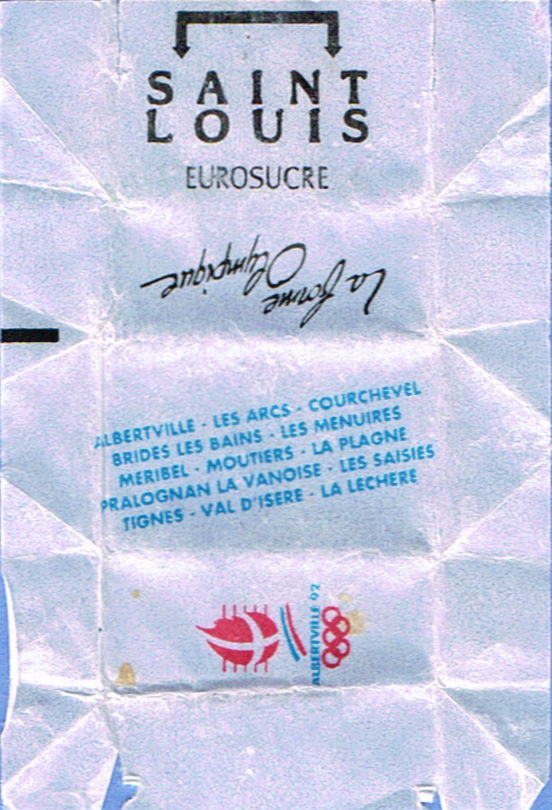 SAINT
LOUIS
EUROSUCRE
La forme
Olympique
ALBERTVILLE - LES ARCS - COURCHEVEL
BRIDES LES BAINS - LES MENUIRES
MERIBEL - MOUTIERS - LA PLAGNE
PRALOGNAN LA VANOISE - LES SAISIES
TIGNES - VAL D'ISERE - LA LECHERE
ALBERTVILLE 92